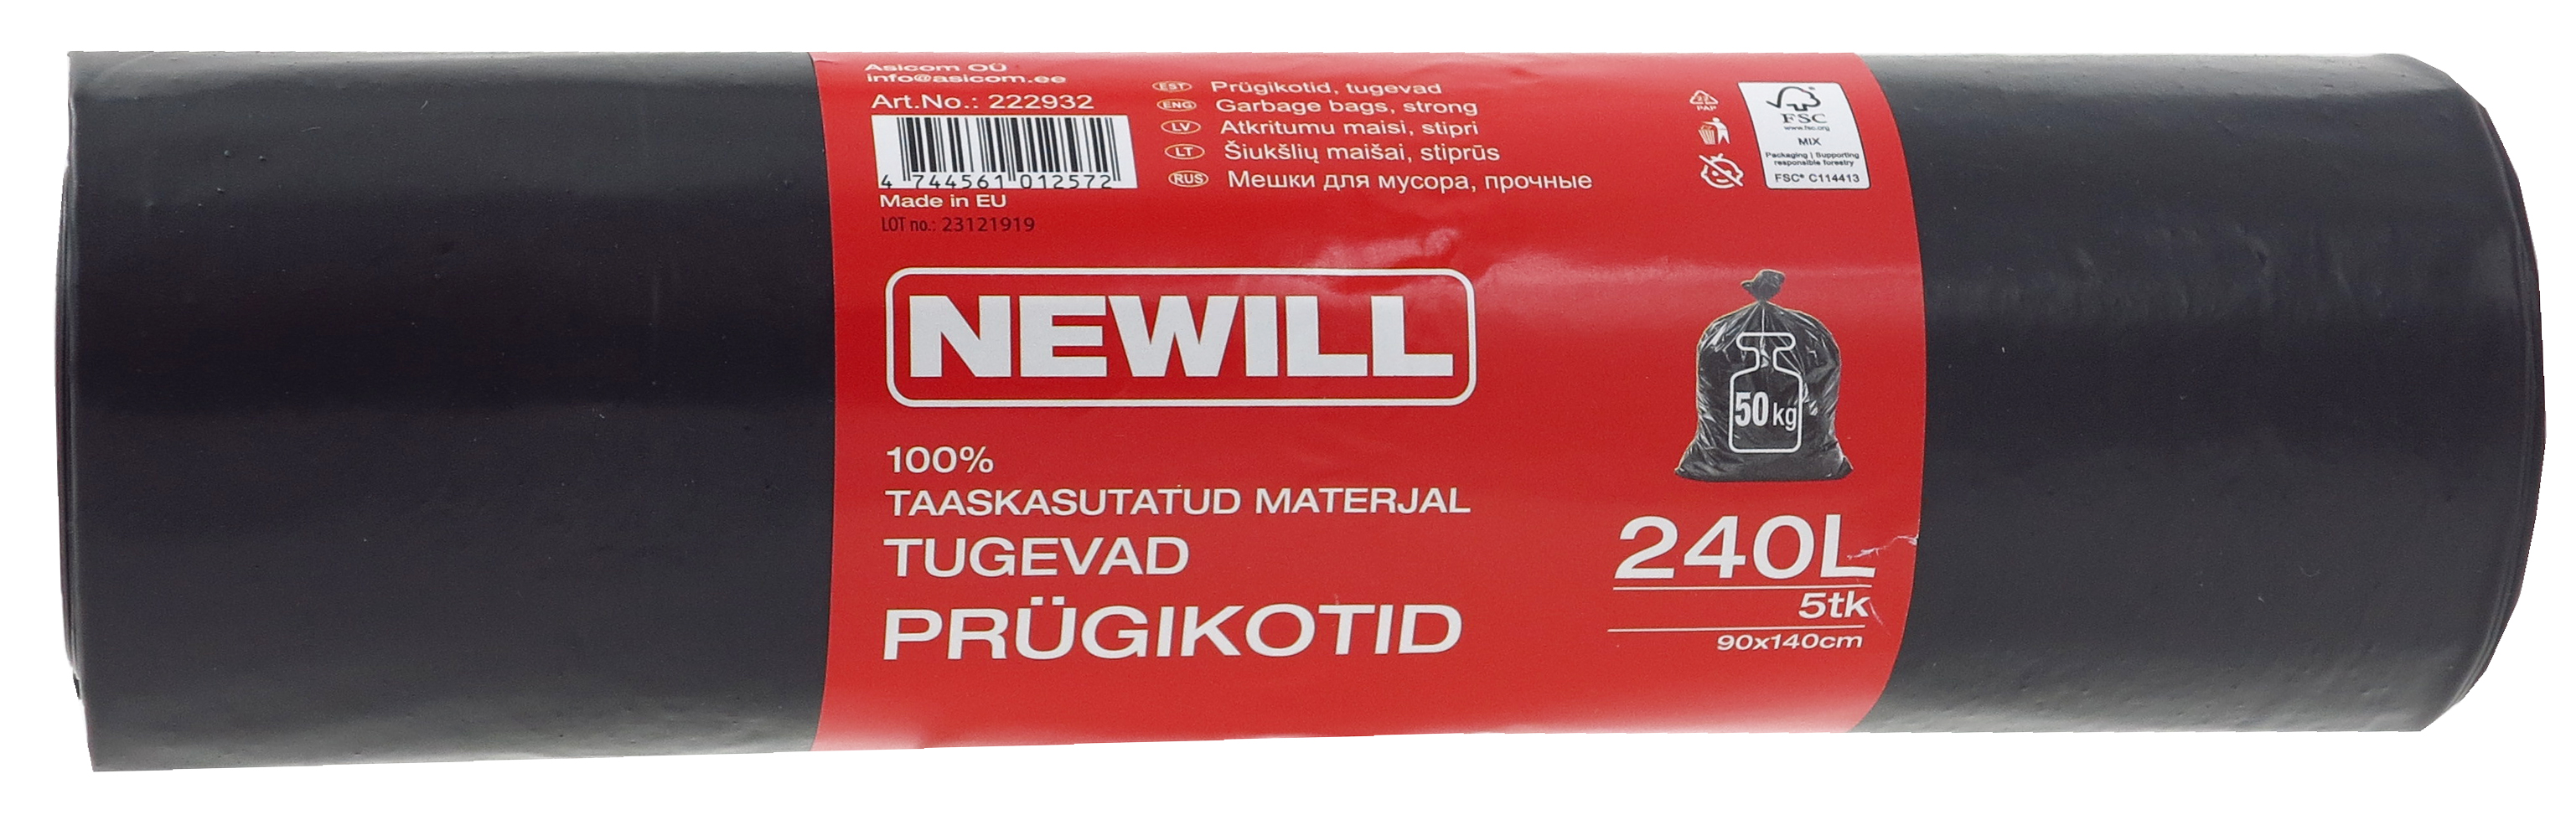 Asicom OÜ
info@asicom.ee
Art.No.: 222932
4 744561 012572
Made in EU
LOT no.: 23121919
EST Prügikotid, tugevad
ENG Garbage bags, strong
LV Atkritumu maisi, stipri
LT Šiukšlių maišai, stiprūs
RUS Мешки для мусора, прочные
PAP
FSC
www.fsc.org
MIX
Packaging | Supporting
responsible forestry
FSC® C114413
NEWILL
50 kg
100%
TAASKASUTATUD MATERJAL
TUGEVAD
PRÜGIKOTID
240L
5tk
90x140cm